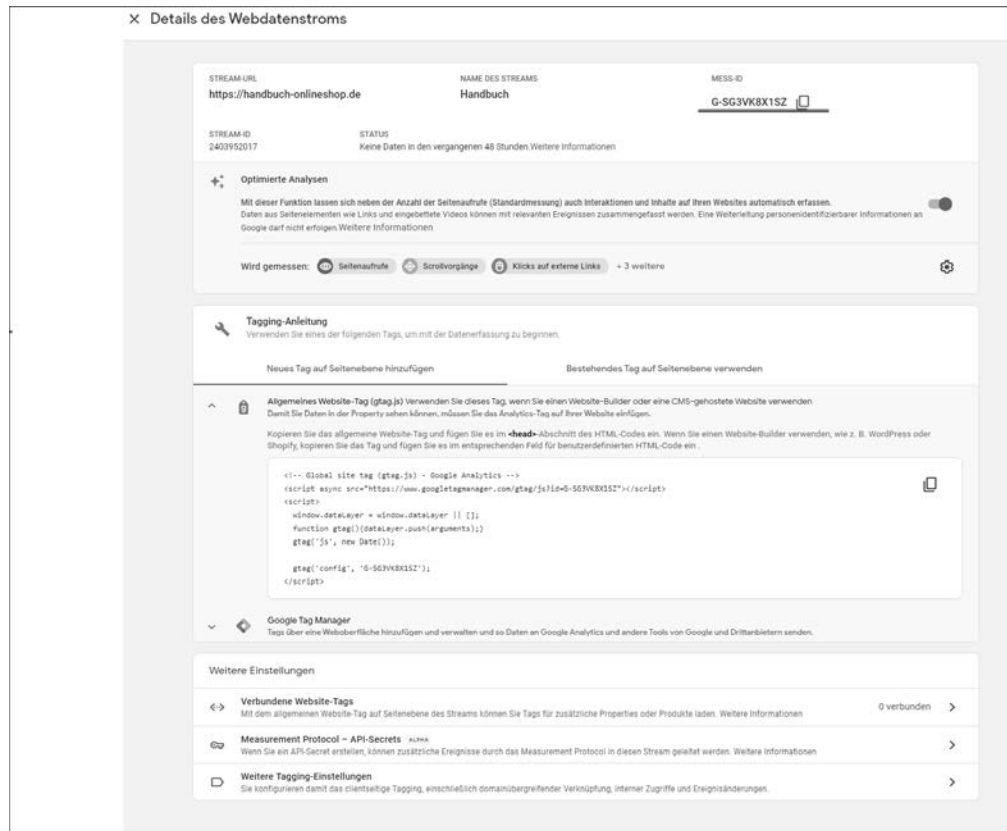 × Details des Webdatenstroms
STREAM-URL
https://handbuch-onlineshop.de
NAME DES STREAMS
Handbuch
MESS-ID
G-SG3VK8X1SZ
STREAM-ID
2403952017
STATUS
Keine Daten in den vergangenen 48 Stunden.Weitere Informationen
Optimierte Analysen
Mit dieser Funktion lassen sich neben der Anzahl der Seitenaufrufe (Standardmessung) auch Interaktionen und Inhalte auf Ihren Websites automatisch erfassen.
Daten aus Seitenelementen wie Links und eingebettete Videos können mit relevanten Ereignissen zusammengefasst werden. Eine Weiterleitung personenidentifizierbarer Informationen an
Google darf nicht erfolgen.Weitere Informationen
Wird gemessen: Seitenaufrufe Scrollvorgänge Klicks auf externe Links + 3 weitere
Tagging-Anleitung
Verwenden Sie eines der folgenden Tags, um mit der Datenerfassung zu beginnen.
Neues Tag auf Seitenebene hinzufügen
Bestehendes Tag auf Seitenebene verwenden
Allgemeines Website-Tag (gtag.js) Verwenden Sie dieses Tag, wenn Sie einen Website-Builder oder eine CMS-gehostete Website verwenden
Damit Sie Daten in der Property sehen können, müssen Sie das Analytics-Tag auf Ihrer Website einfügen.
Kopieren Sie das allgemeine Website-Tag und fügen Sie es im <head>-Abschnitt des HTML-Codes ein. Wenn Sie einen Website-Builder verwenden, wie z. B. WordPress oder
Shopify, kopieren Sie das Tag und fügen Sie es im entsprechenden Feld für benutzerdefinierten HTML-Code ein .
<!-- Global site tag (gtag.js) - Google Analytics -->
<script async src="https://www.googletagmanager.com/gtag/js?id=G-SG3VK8X1SZ"></script>
<script>
window.dataLayer = window.dataLayer || [];
function gtag(){dataLayer.push(arguments);}
gtag('js', new Date());
gtag('config', 'G-SG3VK8X1SZ');
</script>
Google Tag Manager
Tags über eine Weboberfläche hinzufügen und verwalten und so Daten an Google Analytics und andere Tools von Google und Drittanbietern senden.
Weitere Einstellungen
Verbundene Website-Tags
Mit dem allgemeinen Website-Tag auf Seitenebene des Streams können Sie Tags für zusätzliche Properties oder Produkte laden. Weitere Informationen
0 verbunden
Measurement Protocol – API-Secrets ALPHA
Wenn Sie ein API-Secret erstellen, können zusätzliche Ereignisse durch das Measurement Protocol in diesen Stream geleitet werden. Weitere Informationen
Weitere Tagging-Einstellungen
Sie konfigurieren damit das clientseitige Tagging, einschließlich domainübergreifender Verknüpfung, interner Zugriffe und Ereignisänderungen.